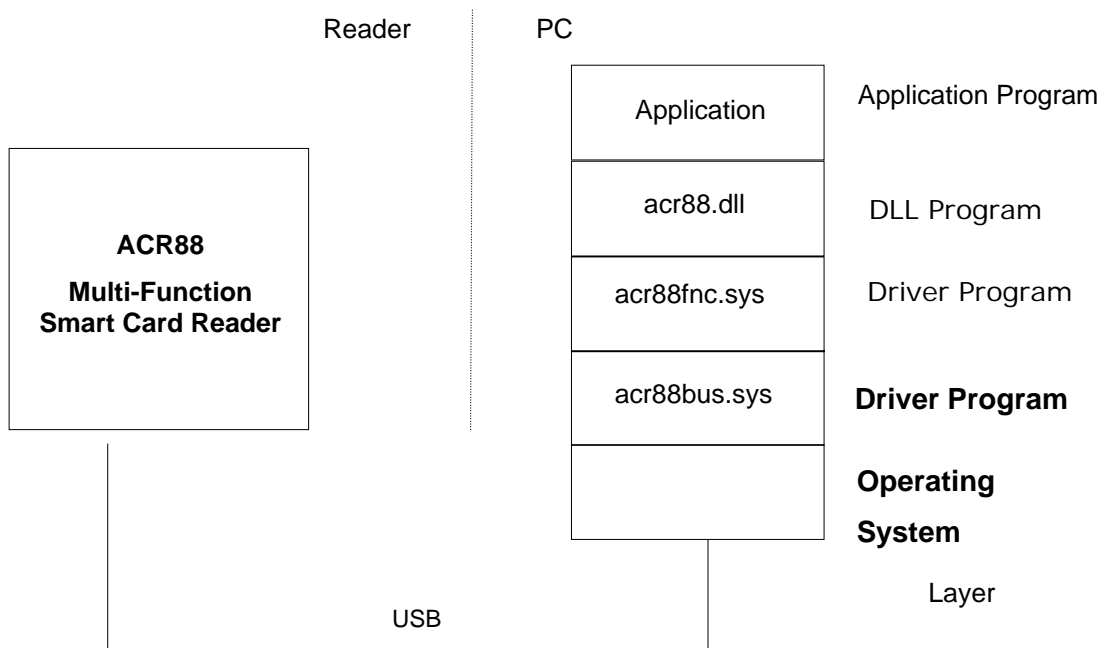 Reader
PC
Application
Application Program
ACR88
Multi-Function
Smart Card Reader
acr88.dll
DLL Program
acr88fnc.sys
Driver Program
acr88bus.sys
Driver Program
Operating
System
Layer
USB